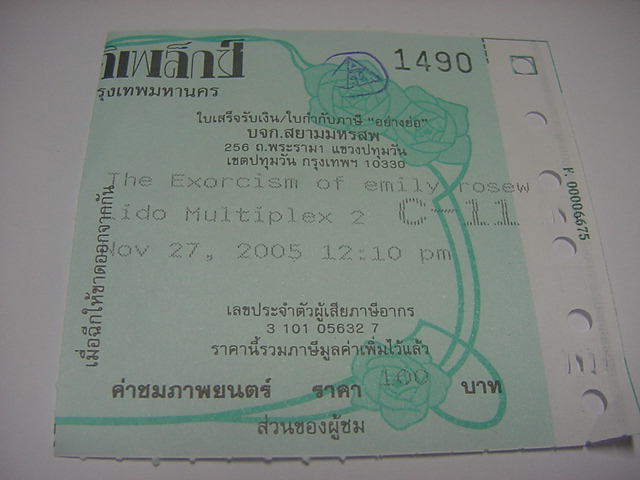 ติเพล็กซ์ 1490
รุงเทพมหานคร
ใบเสร็จรับเงิน/ใบกำกับภาษี "อย่างย่อ"
บจก.สยามมหรสพ
256 ถ.พระราม1 แขวงปทุมวัน
เขตปทุมวัน กรุงเทพฯ 10330
The Exorcism of emily rosew
Lido Multiplex 2 C-11
Nov 27, 2005 12:10 pm
เลขประจำตัวผู้เสียภาษีอากร
3 101 05632 7
ราคานี้รวมภาษีมูลค่าเพิ่มไว้แล้ว
ค่าชมภาพยนตร์ ราคา 100 บาท
ส่วนของผู้ชม
เมื่อฉีกให้ขาดออกจากกัน
F. 00006675